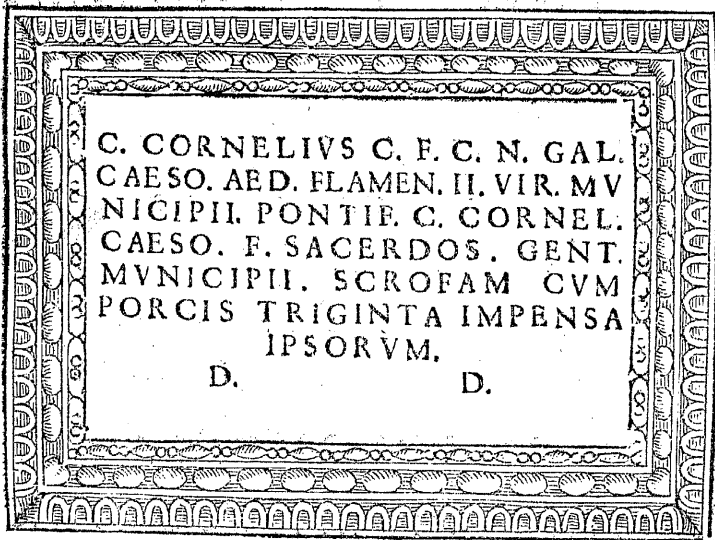 C. CORNELIVS C. F. C. N. GAL.
CAESO. AED. FLAMEN. II. VIR. MV
NICIPII. PONTIF. C. CORNEL.
CAESO. F. SACERDOS. GENT.
MVNICIPII. SCROFAM CVM
PORCIS TRIGINTA IMPENSA
IPSORVM.
D. D.